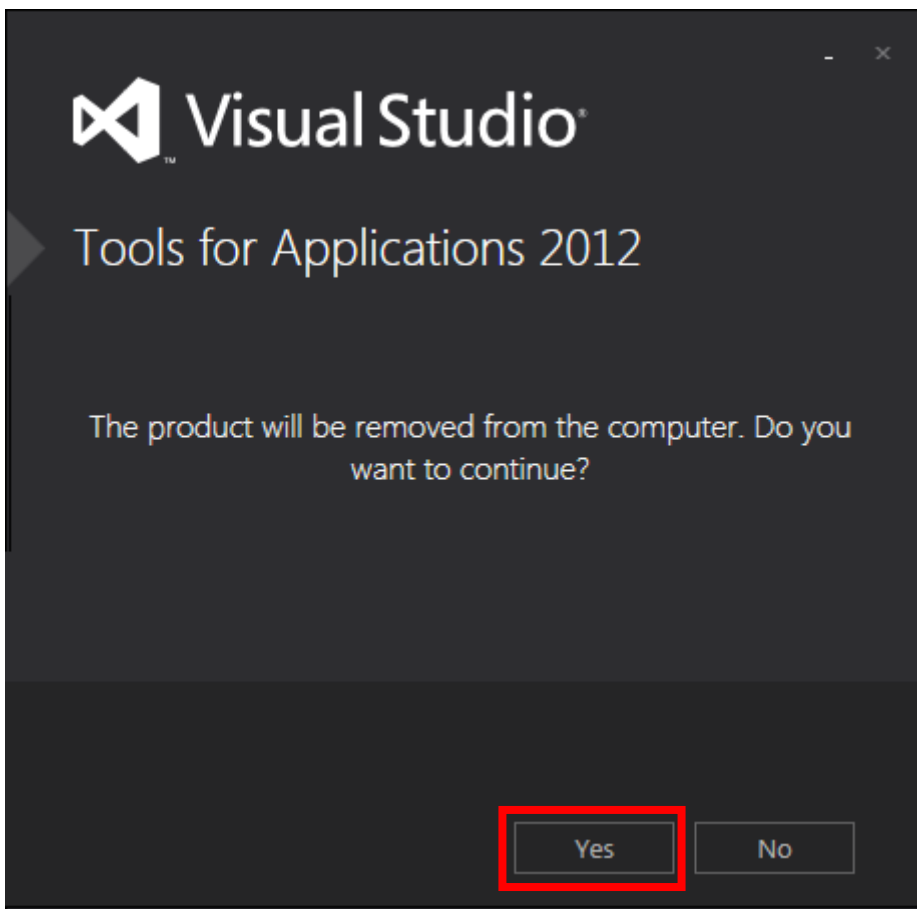 Visual Studio®
™
Tools for Applications 2012
The product will be removed from the computer. Do you
want to continue?
Yes
No